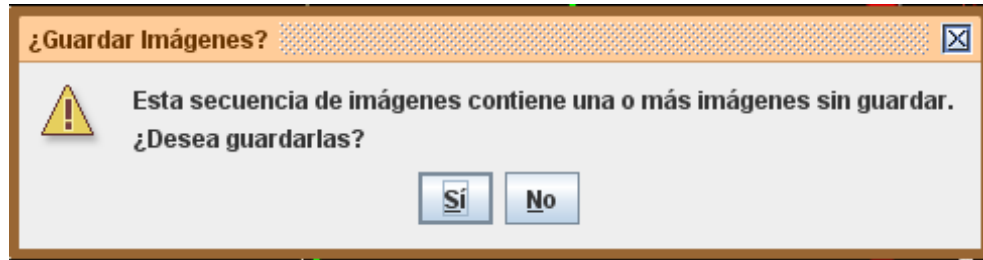 ¿Guardar Imágenes?
Esta secuencia de imágenes contiene una o más imágenes sin guardar.
¿Desea guardarlas?
Sí No